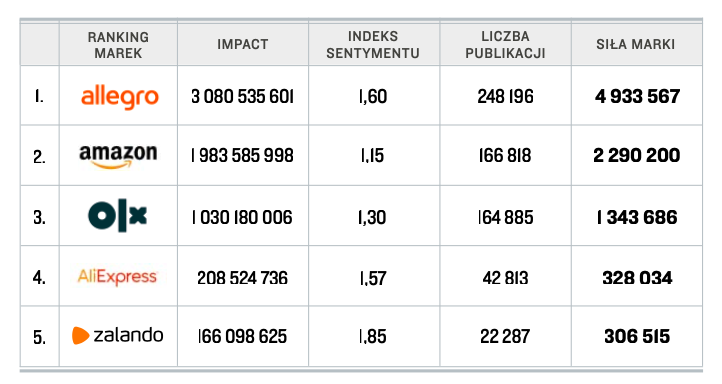 RANKING MAREK IMPACT INDEKS SENTYMENTU LICZBA PUBLIKACJI SIŁA MARKI
1. allegro 3 080 535 601 1,60 248 196 4 933 567
2. amazon 1 983 585 998 1,15 166 818 2 290 200
3. olx 1 030 180 006 1,30 164 885 1 343 686
4. AliExpress 208 524 736 1,57 42 813 328 034
5. zalando 166 098 625 1,85 22 287 306 515